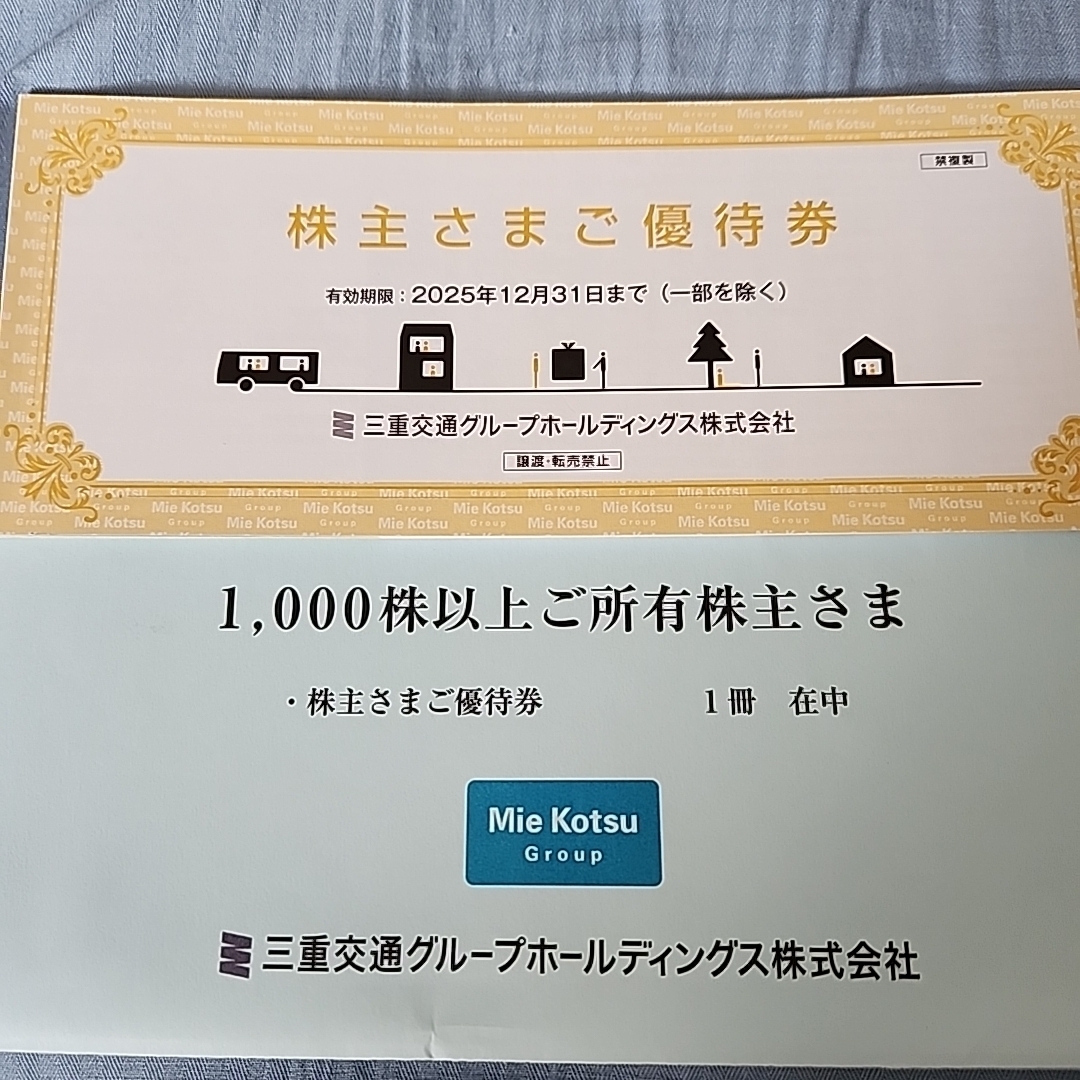 禁複製
株主さまご優待券
有効期限：2025年12月31日まで（一部を除く）
三重交通グループホールディングス株式会社
譲渡・転売禁止
1,000株以上ご所有株主さま
・株主さまご優待券 1冊 在中
Mie Kotsu
Group
三重交通グループホールディングス株式会社